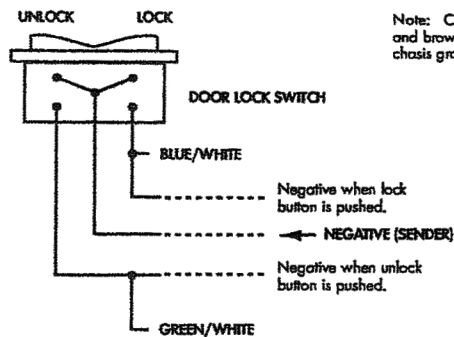 UNLOCK LOCK
Note: C
and brow
chasis gro
DOOR LOCK SWITCH
BLUE/WHITE
Negative when lock
button is pushed.
NEGATIVE (SENDER)
Negative when unlock
button is pushed.
GREEN/WHITE